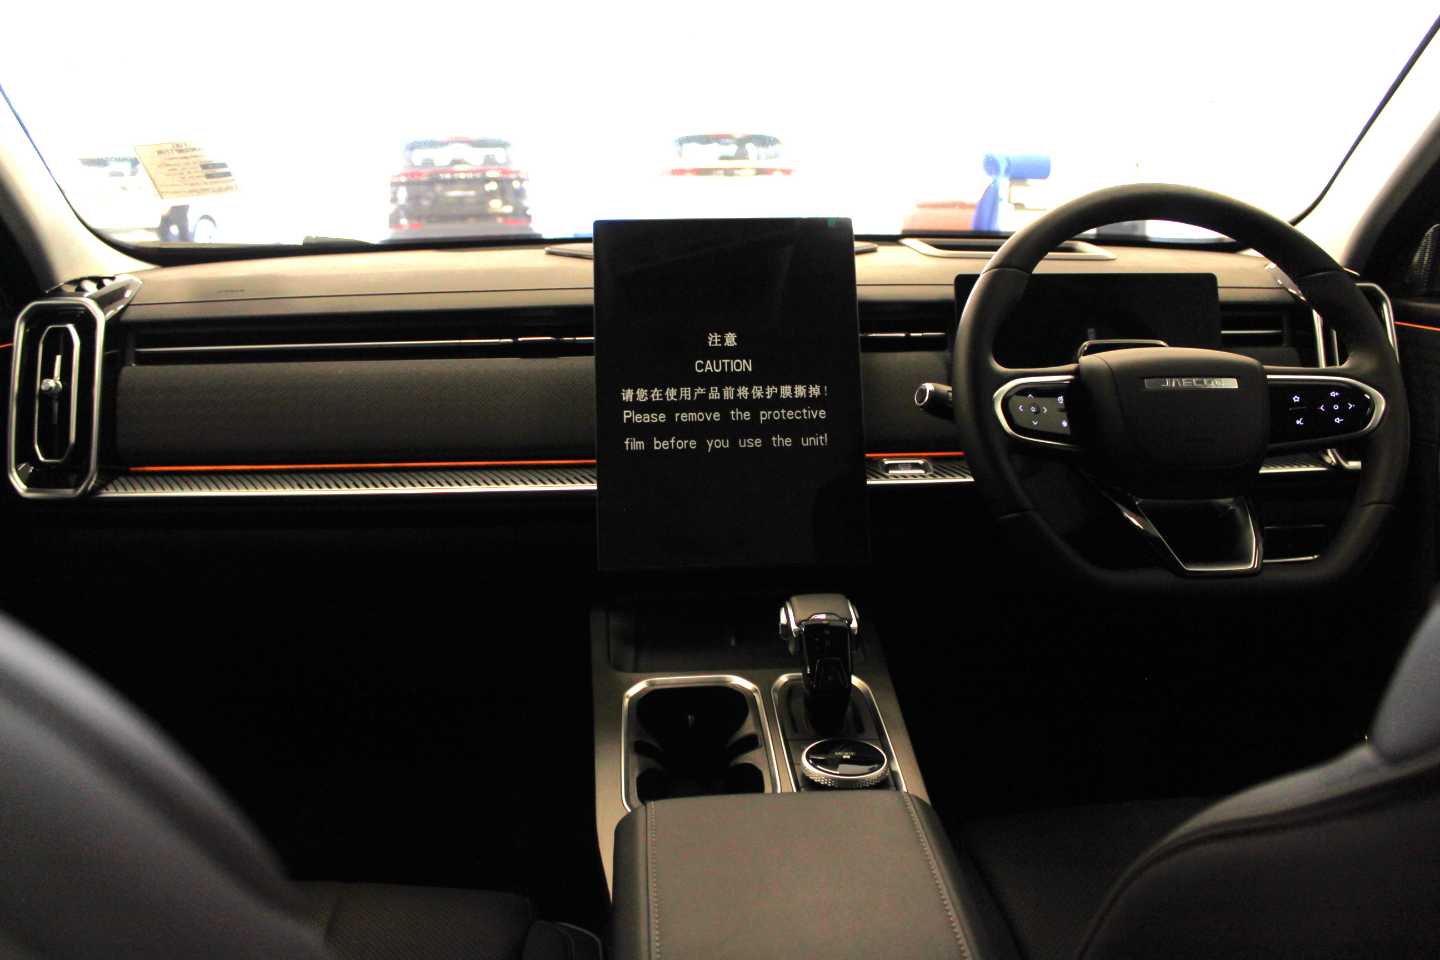 注意
CAUTION
请您在使用产品前将保护膜撕掉!
Please remove the protective
film before you use the unit!
JAECOO